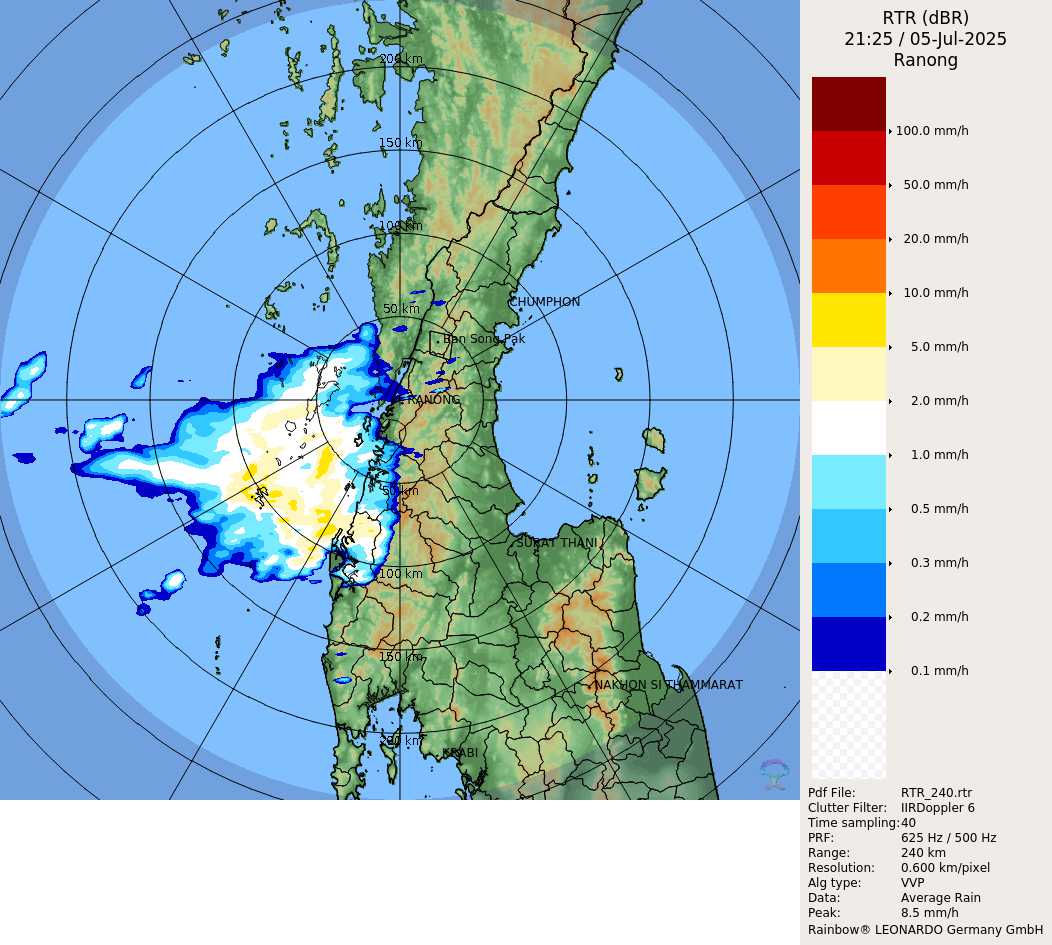 RTR (dBR)
21:25 / 05-Jul-2025
Ranong
200 km
150 km
100 km
50 km
CHUMPHON
Ban Song Pak
RANONG
50 km
SURAT THANI
100 km
150 km
NAKHON SI THAMMARAT
200 km
KRABI
100.0 mm/h
50.0 mm/h
20.0 mm/h
10.0 mm/h
5.0 mm/h
2.0 mm/h
1.0 mm/h
0.5 mm/h
0.3 mm/h
0.2 mm/h
0.1 mm/h
Pdf File: RTR_240.rtr
Clutter Filter: IIRDoppler 6
Time sampling: 40
PRF: 625 Hz / 500 Hz
Range: 240 km
Resolution: 0.600 km/pixel
Alg type: VVP
Data: Average Rain
Peak: 8.5 mm/h
Rainbow® LEONARDO Germany GmbH